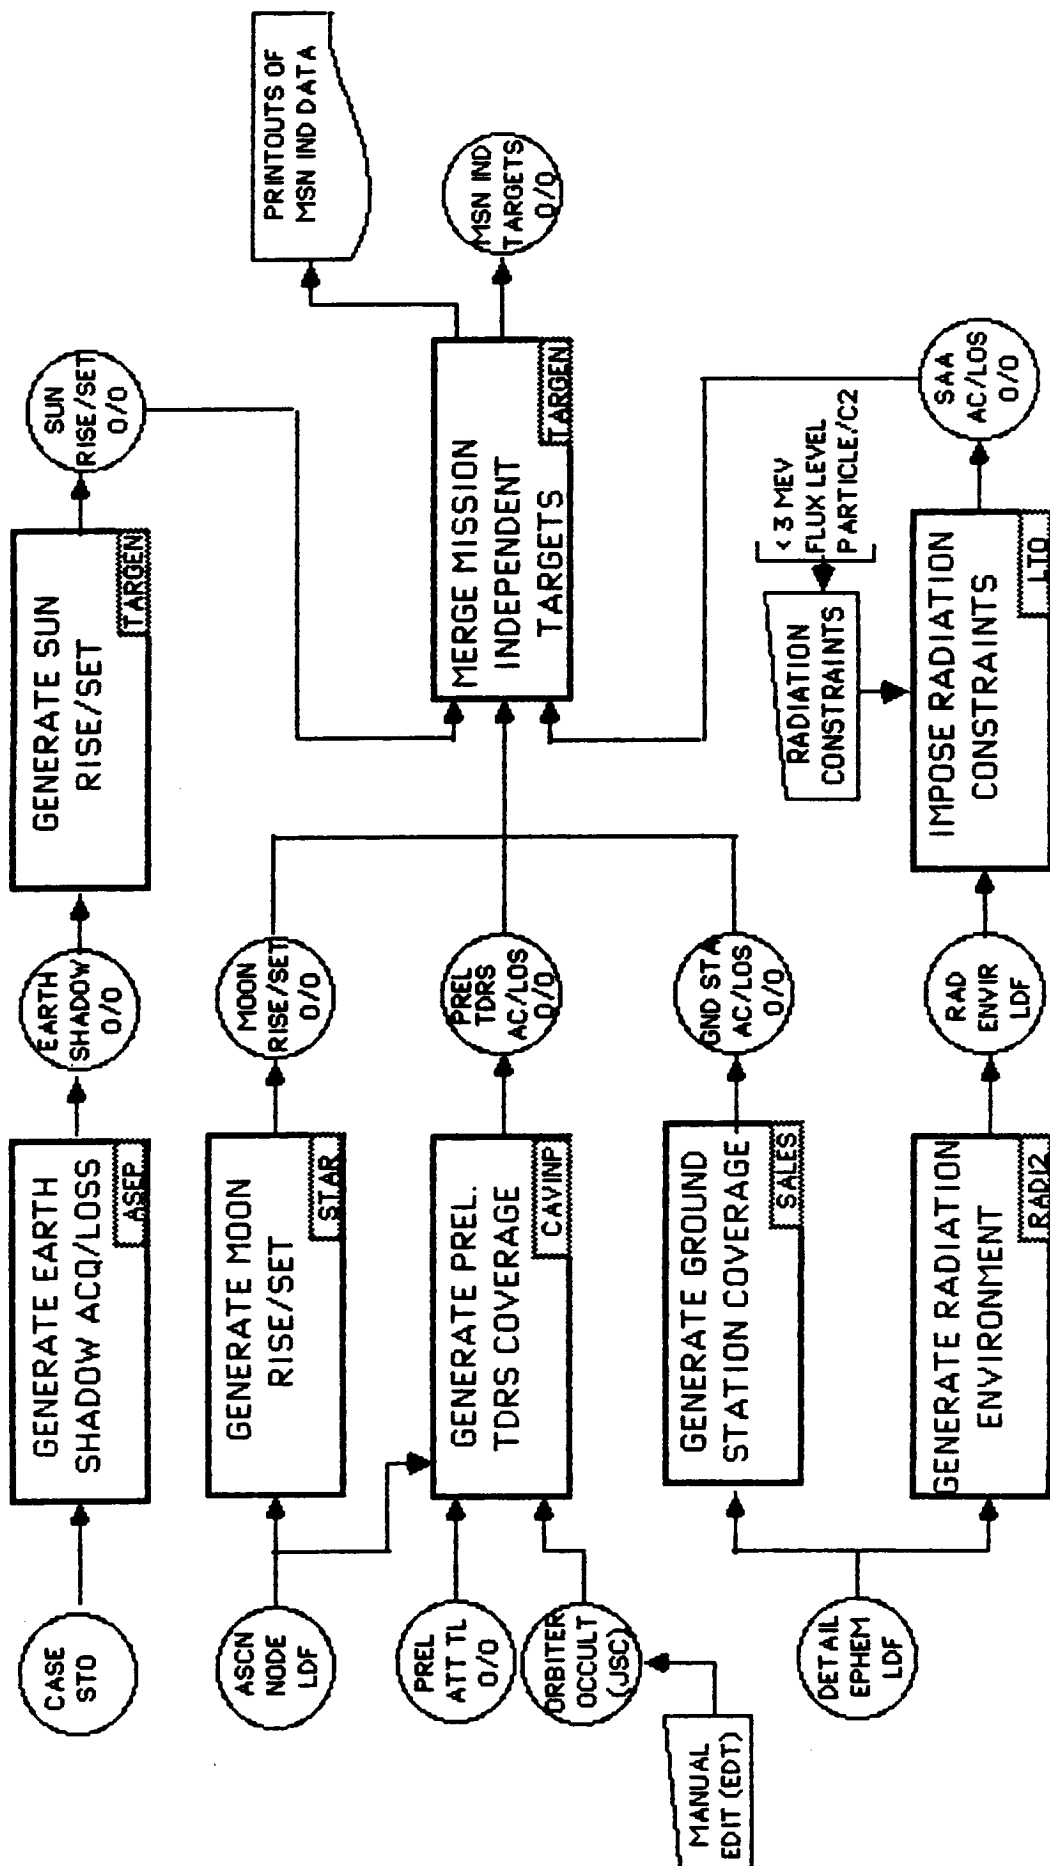 CASE
STO
GENERATE EARTH
SHADOW ACQ/LOSS
ASEP
EARTH
SHADOW
O/O
GENERATE SUN
RISE/SET
TARGEN
SUN
RISE/SET
O/O
ASCN
NODE
LDF
GENERATE MOON
RISE/SET
STAR
MOON
RISE/SET
O/O
PREL
ATT TL
O/O
ORBITER
OCCULT
(JSC)
MANUAL
EDIT (EDT)
GENERATE PREL.
TDRS COVERAGE
CAVINP
PREL
TDRS
AC/LOS
O/O
MERGE MISSION
INDEPENDENT
TARGETS
TARGEN
PRINTOUTS OF
MSN IND DATA
MSN IND
TARGETS
O/O
DETAIL
EPHEM
LDF
GENERATE GROUND
STATION COVERAGE
SALES
GND STA
AC/LOS
O/O
GENERATE RADIATION
ENVIRONMENT
RADI2
RAD
ENVIR
LDF
RADIATION
CONSTRAINTS
< 3 MEV
FLUX LEVEL
PARTICLE/C2
IMPOSE RADIATION
CONSTRAINTS
LTO
SAA
AC/LOS
O/O